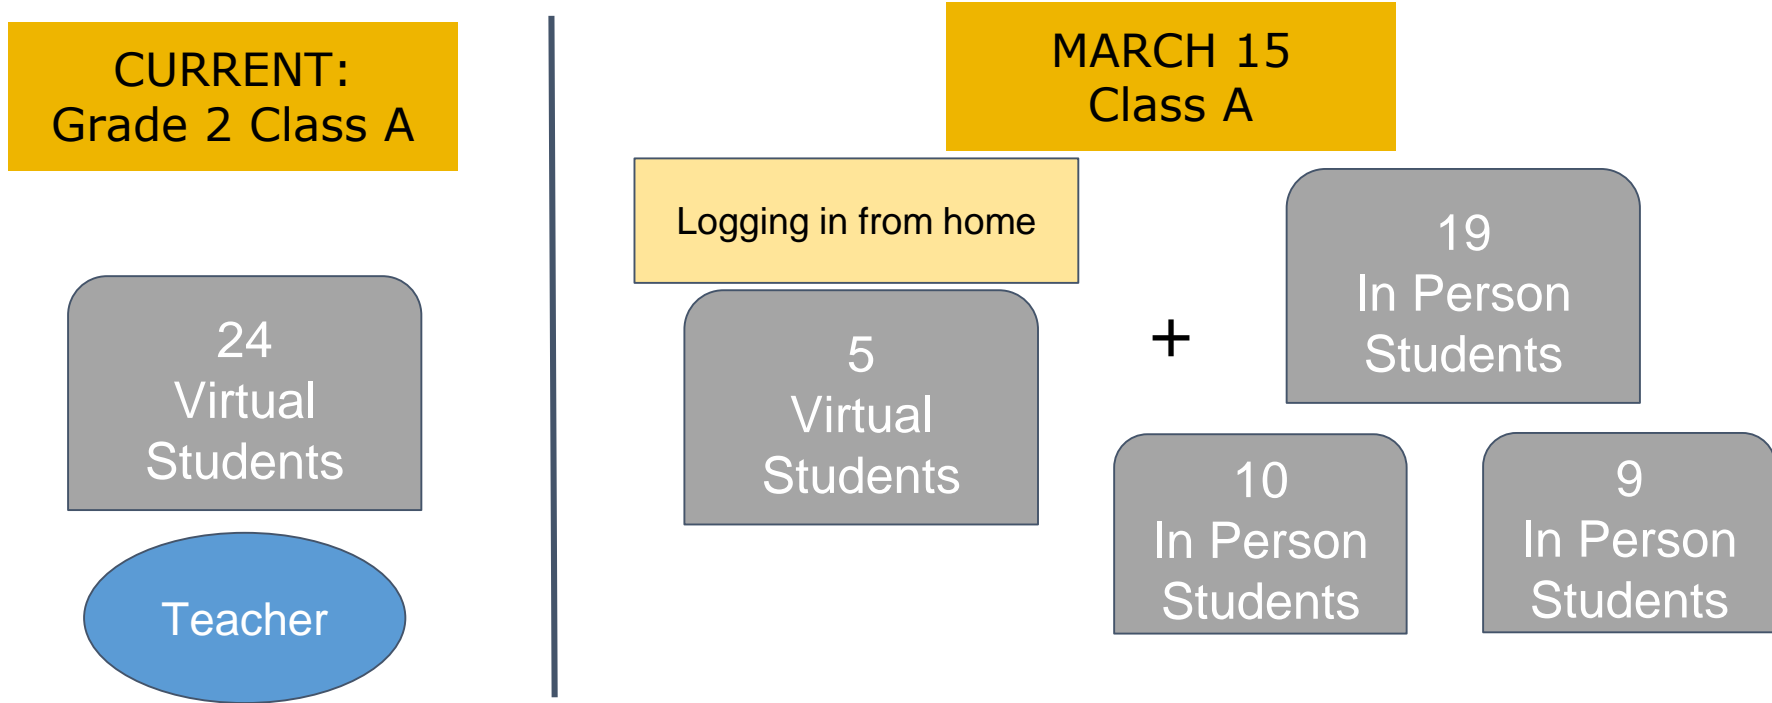 CURRENT:
Grade 2 Class A
24
Virtual
Students
Teacher
MARCH 15
Class A
Logging in from home
5
Virtual
Students
+
19
In Person
Students
10
In Person
Students
9
In Person
Students